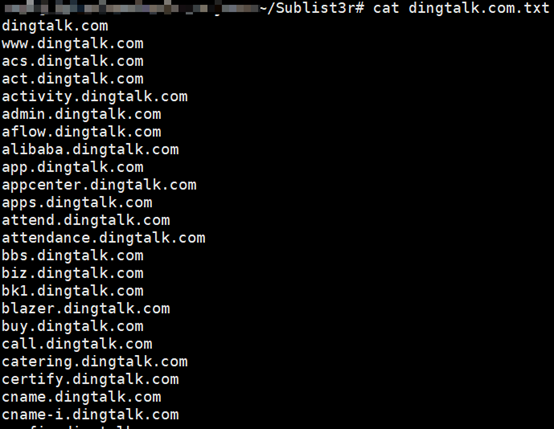 ~/Sublist3r# cat dingtalk.com.txt
dingtalk.com
www.dingtalk.com
acs.dingtalk.com
act.dingtalk.com
activity.dingtalk.com
admin.dingtalk.com
aflow.dingtalk.com
alibaba.dingtalk.com
app.dingtalk.com
appcenter.dingtalk.com
apps.dingtalk.com
attend.dingtalk.com
attendance.dingtalk.com
bbs.dingtalk.com
biz.dingtalk.com
bk1.dingtalk.com
blazer.dingtalk.com
buy.dingtalk.com
call.dingtalk.com
catering.dingtalk.com
certify.dingtalk.com
cname.dingtalk.com
cname-i.dingtalk.com